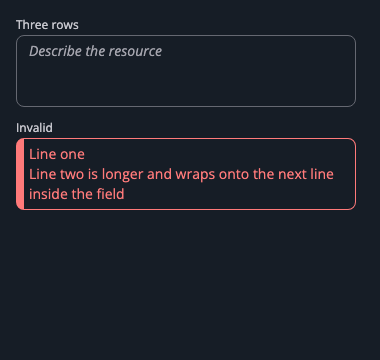 Three rows
Describe the resource
Invalid
Line one
Line two is longer and wraps onto the next line
inside the field